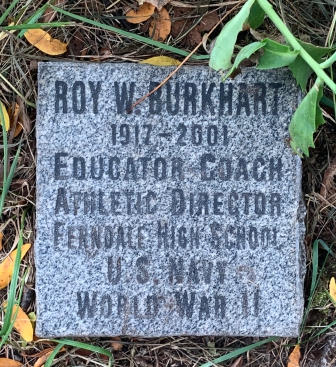 ROY W. BURKHART
1917-2001
EDUCATOR COACH
ATHLETIC DIRECTOR
FERNDALE HIGH SCHOOL
U.S. NAVY
WORLD WAR II